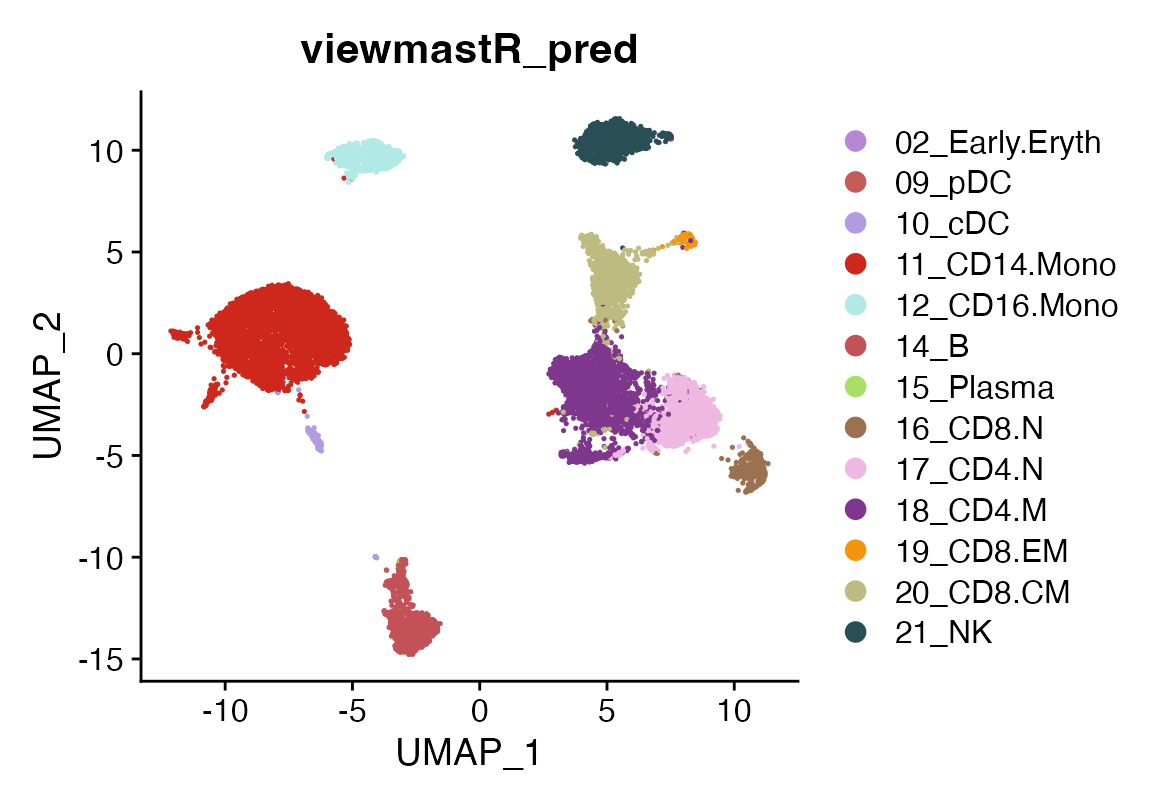 viewmastR_pred
10
5
0
-5
-10
-15
UMAP_2
-10
-5
0
5
10
UMAP_1
02_Early.Eryth
09_pDC
10_cDC
11_CD14.Mono
12_CD16.Mono
14_B
15_Plasma
16_CD8.N
17_CD4.N
18_CD4.M
19_CD8.EM
20_CD8.CM
21_NK